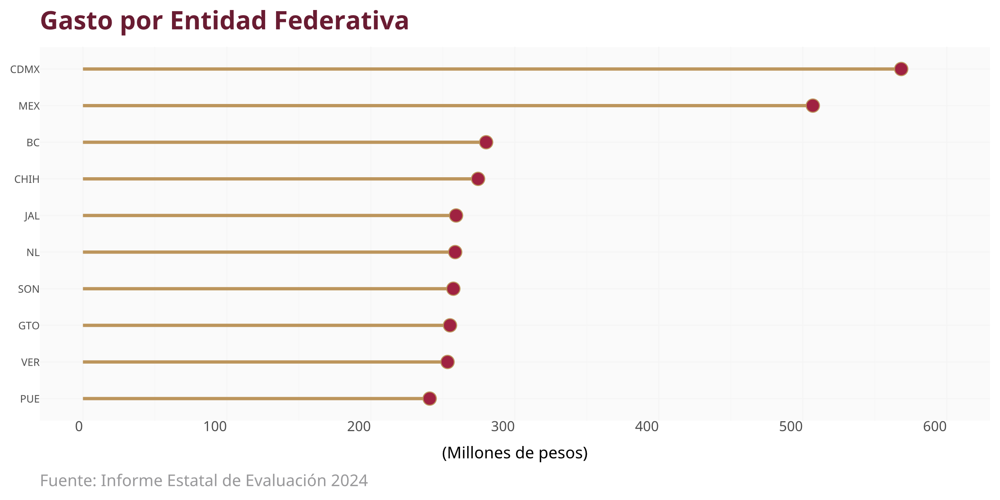 Gasto por Entidad Federativa
CDMX
MEX
BC
CHIH
JAL
NL
SON
GTO
VER
PUE
0 100 200 300 400 500 600
(Millones de pesos)
Fuente: Informe Estatal de Evaluación 2024